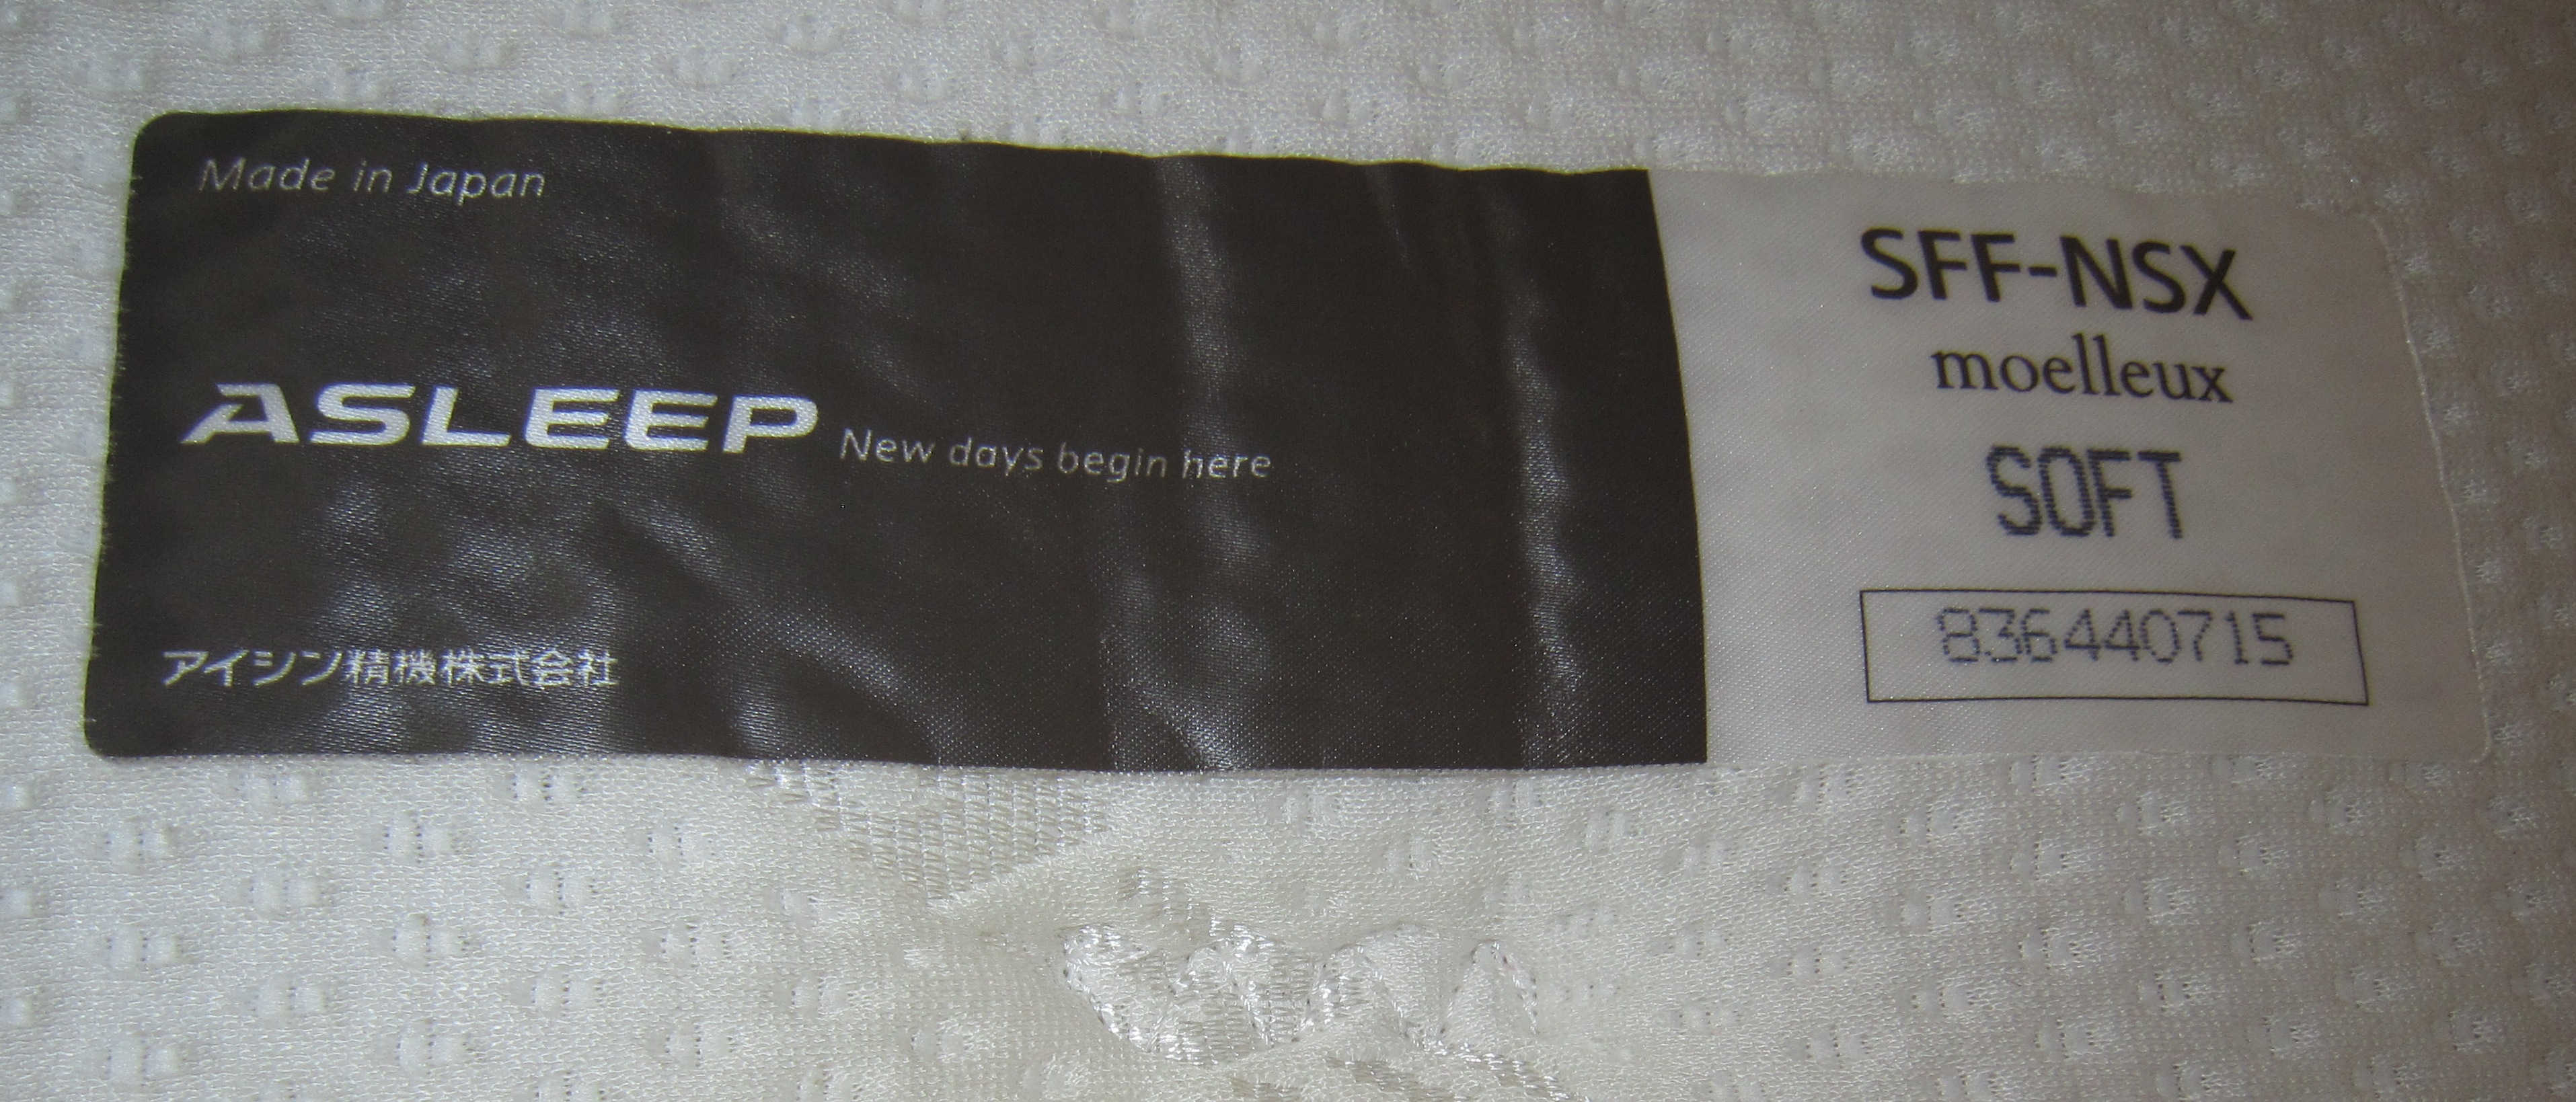 Made in Japan
ASLEEP New days begin here
アイシン精機株式会社
SFF-NSX
moelleux
SOFT
836440715